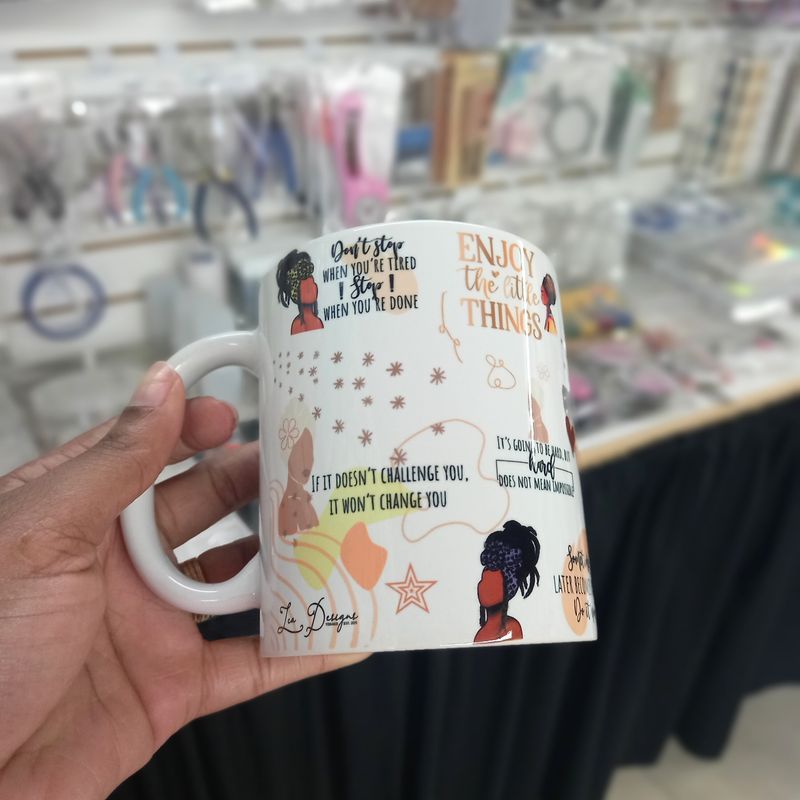 Don't stop
WHEN YOU'RE TIRED
! Stop !
WHEN YOU'RE DONE
ENJOY
the little
THINGS
IF IT DOESN'T CHALLENGE YOU,
IT WON'T CHANGE YOU
IT'S GOING TO BE HARD, BUT
hard
DOES NOT MEAN IMPOSSIBLE
LATER
Do it
Zia Designs